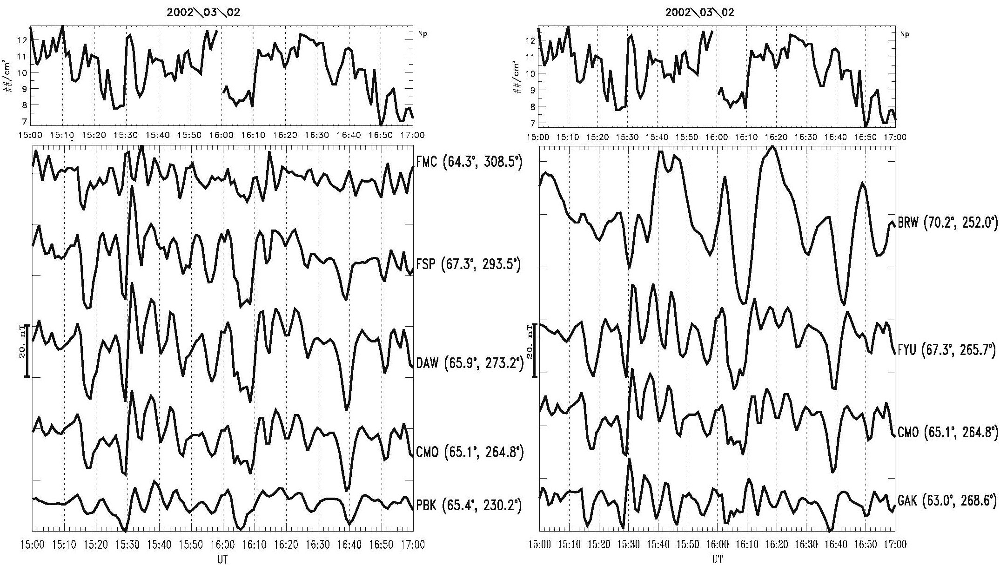 2002\03\02
Np
##/cm³
12
11
10
9
8
7
15:00 15:10 15:20 15:30 15:40 15:50 16:00 16:10 16:20 16:30 16:40 16:50 17:00
FMC (64.3°, 308.5°)
FSP (67.3°, 293.5°)
20. nT
DAW (65.9°, 273.2°)
CMO (65.1°, 264.8°)
PBK (65.4°, 230.2°)
15:00 15:10 15:20 15:30 15:40 15:50 16:00 16:10 16:20 16:30 16:40 16:50 17:00
UT
2002\03\02
Np
##/cm³
12
11
10
9
8
7
15:00 15:10 15:20 15:30 15:40 15:50 16:00 16:10 16:20 16:30 16:40 16:50 17:00
BRW (70.2°, 252.0°)
20. nT
FYU (67.3°, 265.7°)
CMO (65.1°, 264.8°)
GAK (63.0°, 268.6°)
15:00 15:10 15:20 15:30 15:40 15:50 16:00 16:10 16:20 16:30 16:40 16:50 17:00
UT